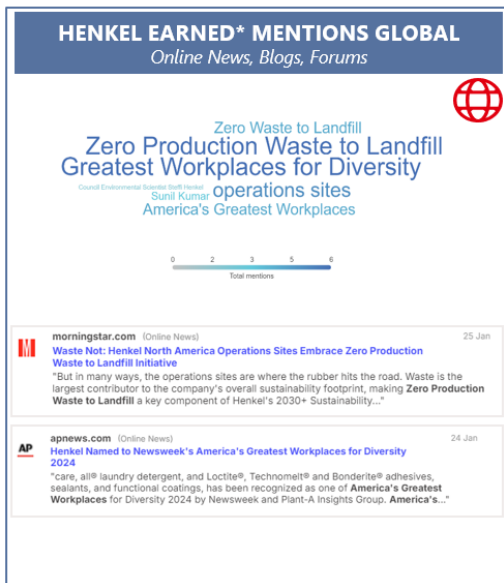 HENKEL EARNED* MENTIONS GLOBAL
Online News, Blogs, Forums
Zero Waste to Landfill
Zero Production Waste to Landfill
Greatest Workplaces for Diversity
Council Environmental Scientist Steffi Henkel
Sunil Kumar operations sites
America's Greatest Workplaces
0 2 3 5 6
Total mentions
morningstar.com (Online News) 25 Jan
Waste Not: Henkel North America Operations Sites Embrace Zero Production
Waste to Landfill Initiative
"But in many ways, the operations sites are where the rubber hits the road. Waste is the
largest contributor to the company's overall sustainability footprint, making Zero Production
Waste to Landfill a key component of Henkel's 2030+ Sustainability..."
AP
apnews.com (Online News) 24 Jan
Henkel Named to Newsweek's America's Greatest Workplaces for Diversity
2024
"care, all® laundry detergent, and Loctite®, Technomelt® and Bonderite® adhesives,
sealants, and functional coatings, has been recognized as one of America's Greatest
Workplaces for Diversity 2024 by Newsweek and Plant-A Insights Group. America's..."